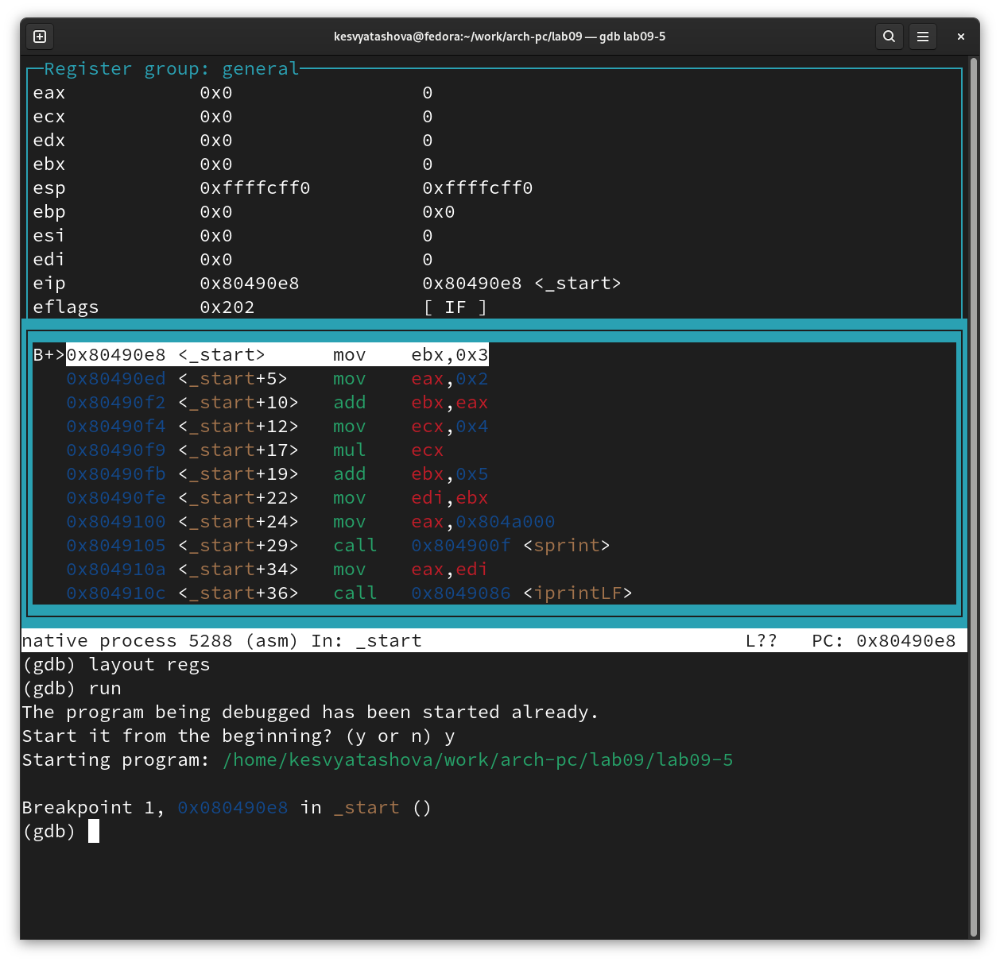 kesvyatashova@fedora:~/work/arch-pc/lab09 — gdb lab09-5
Register group: general
eax 0x0 0
ecx 0x0 0
edx 0x0 0
ebx 0x0 0
esp 0xffffcff0 0xffffcff0
ebp 0x0 0x0
esi 0x0 0
edi 0x0 0
eip 0x80490e8 0x80490e8 <_start>
eflags 0x202 [ IF ]
B+>0x80490e8 <_start> mov ebx,0x3
0x80490ed <_start+5> mov eax,0x2
0x80490f2 <_start+10> add ebx,eax
0x80490f4 <_start+12> mov ecx,0x4
0x80490f9 <_start+17> mul ecx
0x80490fb <_start+19> add ebx,0x5
0x80490fe <_start+22> mov edi,ebx
0x8049100 <_start+24> mov eax,0x804a000
0x8049105 <_start+29> call 0x804900f <sprint>
0x804910a <_start+34> mov eax,edi
0x804910c <_start+36> call 0x8049086 <iprintLF>
native process 5288 (asm) In: _start L?? PC: 0x80490e8
(gdb) layout regs
(gdb) run
The program being debugged has been started already.
Start it from the beginning? (y or n) y
Starting program: /home/kesvyatashova/work/arch-pc/lab09/lab09-5
Breakpoint 1, 0x080490e8 in _start ()
(gdb)